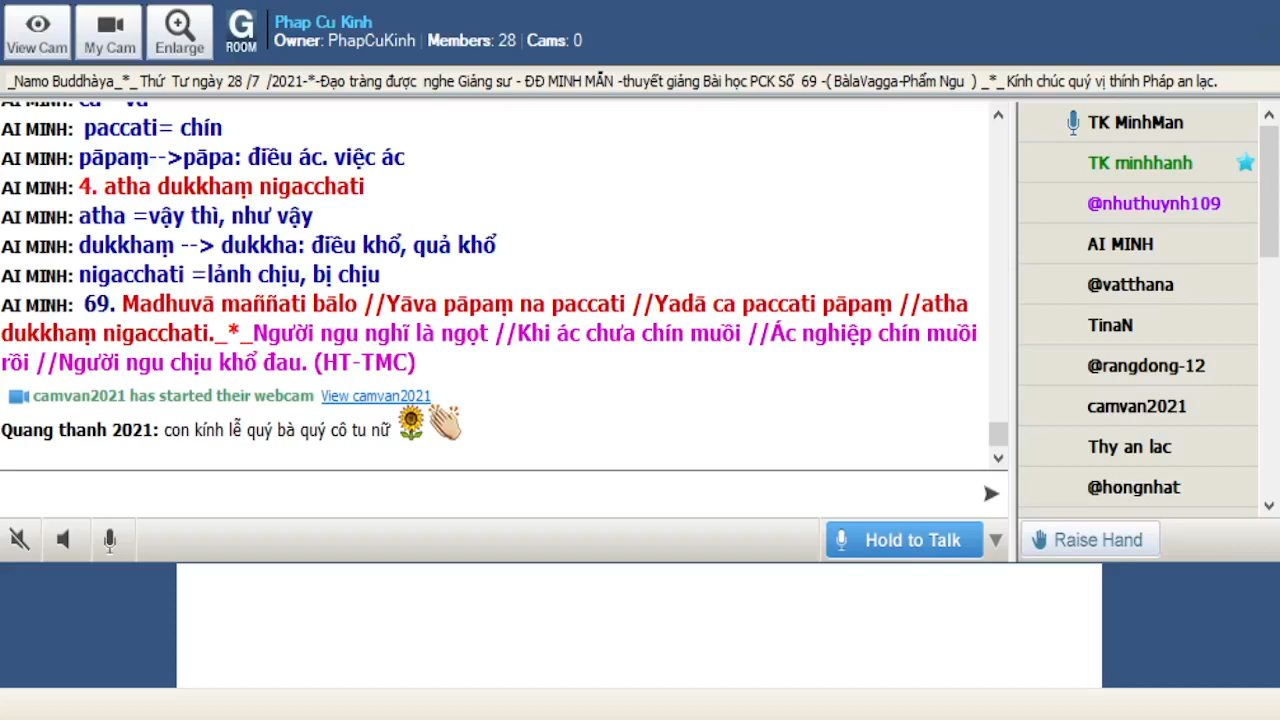 View Cam
My Cam
Enlarge
G
ROOM
Phap Cu Kinh
Owner: PhapCuKinh | Members: 28 | Cams: 0
_Namo Buddhàya_*_Thứ Tư ngày 28 /7 /2021-*-Đạo tràng được nghe Giảng sư - ĐĐ MINH MẪN -thuyết giảng Bài học PCK Số 69 -( BàlaVagga-Phẩm Ngu ) _*_Kính chúc quý vị thính Pháp an lạc.
AI MINH: paccati= chín
AI MINH: pāpaṃ-->pāpa: điều ác. việc ác
AI MINH: 4. atha dukkhaṃ nigacchati
AI MINH: atha =vậy thì, như vậy
AI MINH: dukkhaṃ --> dukkha: điều khổ, quả khổ
AI MINH: nigacchati =lảnh chịu, bị chịu
AI MINH: 69. Madhuvā maññati bālo //Yāva pāpaṃ na paccati //Yadā ca paccati pāpaṃ //atha
dukkhaṃ nigacchati._*_Người ngu nghĩ là ngọt //Khi ác chưa chín muồi //Ác nghiệp chín muồi
rồi //Người ngu chịu khổ đau. (HT-TMC)
camvan2021 has started their webcam View camvan2021
Quang thanh 2021: con kính lễ quý bà quý cô tu nữ
Hold to Talk
TK MinhMan
TK minhhanh
@nhuthuynh109
AI MINH
@vatthana
TinaN
@rangdong-12
camvan2021
Thy an lac
@hongnhat
Raise Hand